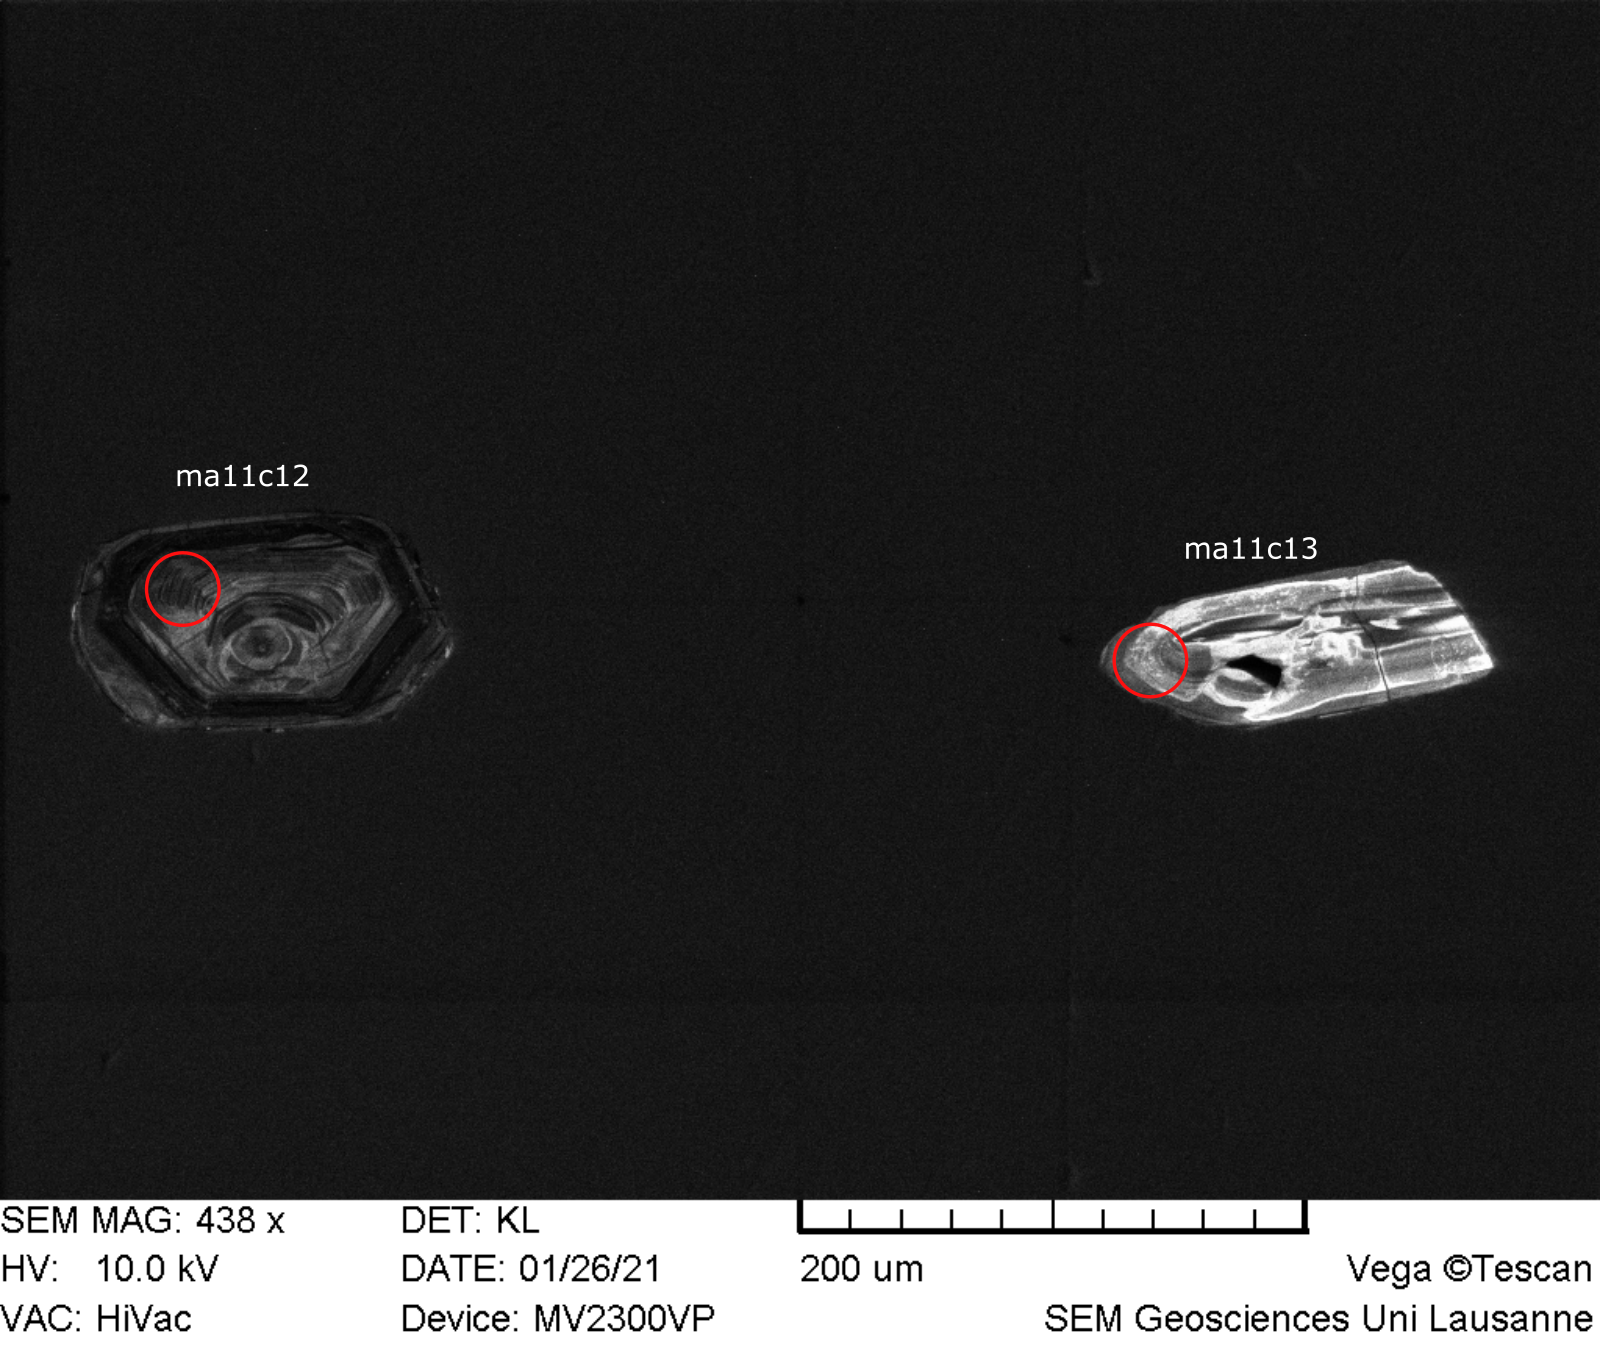 ma11c12
ma11c13
SEM MAG: 438 x
DET: KL
HV: 10.0 kV
DATE: 01/26/21
200 um
Vega ©Tescan
VAC: HiVac
Device: MV2300VP
SEM Geosciences Uni Lausanne